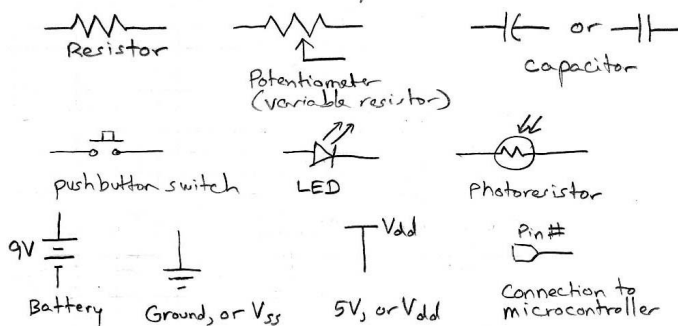 Resistor
Potentiometer
(variable resistor)
or
Capacitor
pushbutton switch
LED
Photoresistor
9V
Battery
Ground, or Vss
Vdd
5V, or Vdd
Pin #
Connection to
microcontroller